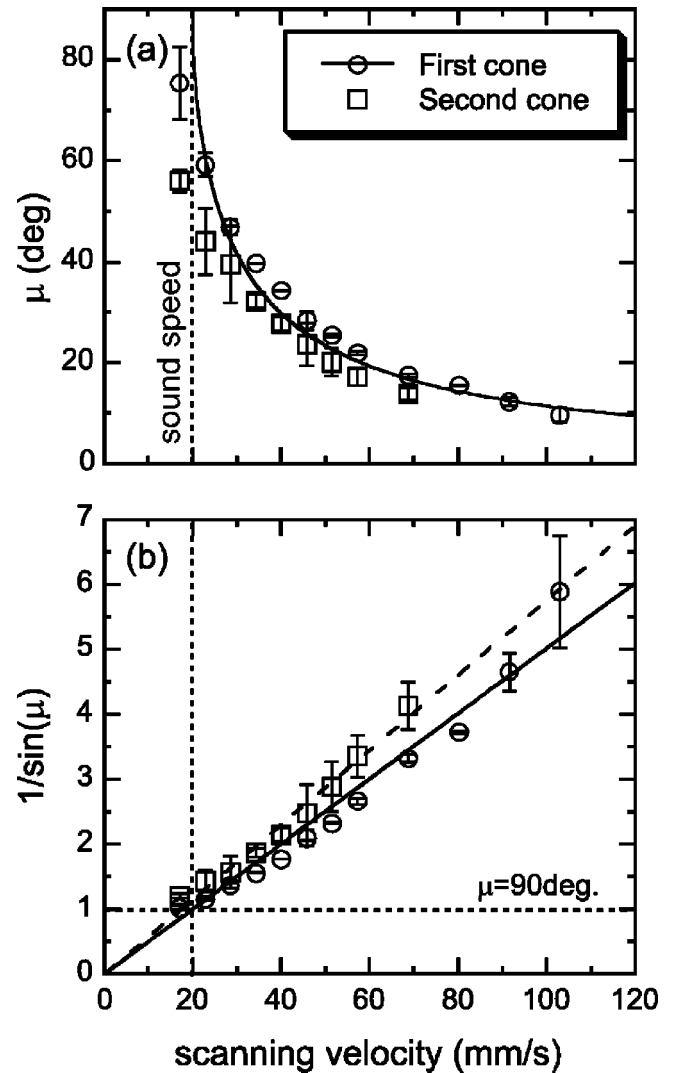 (a)
First cone
Second cone
80
60
40
20
0
μ (deg)
sound speed
(b)
7
6
5
4
3
2
1
0
1/sin(μ)
μ=90deg.
0 20 40 60 80 100 120
scanning velocity (mm/s)